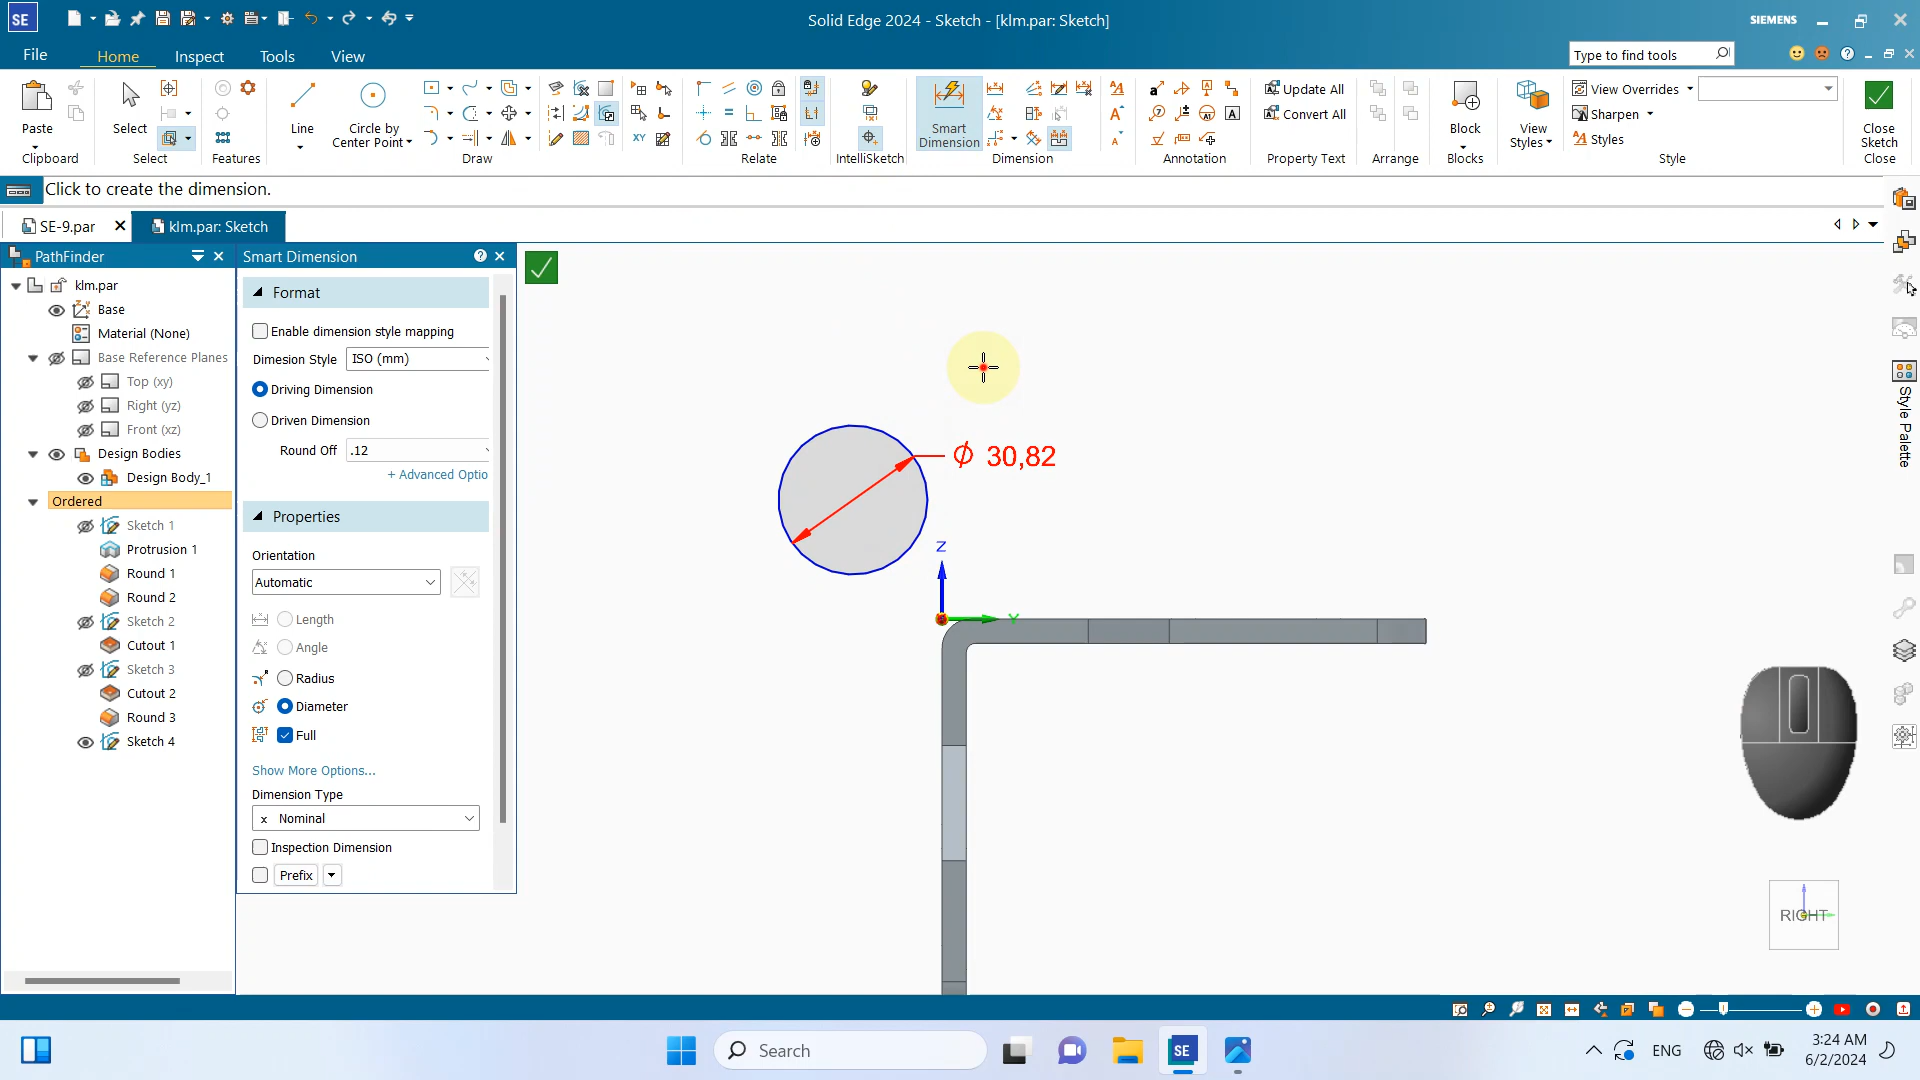 SE
Solid Edge 2024 - Sketch - [klm.par: Sketch]
SIEMENS
File
Home
Inspect
Tools
View
Type to find tools
Paste
Clipboard
Select
Select
Features
Line
Circle by
Center Point
Draw
XY
Relate
IntelliSketch
Smart
Dimension
Dimension
Annotation
Update All
Convert All
Property Text
Arrange
Block
Blocks
View
Styles
View Overrides
Sharpen
Styles
Style
Close
Sketch
Close
Click to create the dimension.
SE-9.par
klm.par: Sketch
PathFinder
klm.par
Base
Material (None)
Base Reference Planes
Top (xy)
Right (yz)
Front (xz)
Design Bodies
Design Body_1
Ordered
Sketch 1
Protrusion 1
Round 1
Round 2
Sketch 2
Cutout 1
Sketch 3
Cutout 2
Round 3
Sketch 4
Smart Dimension
Format
Enable dimension style mapping
Dimesion Style
ISO (mm)
Driving Dimension
Driven Dimension
Round Off
.12
+ Advanced Optio
Properties
Orientation
Automatic
Length
Angle
Radius
Diameter
Full
Show More Options...
Dimension Type
x Nominal
Inspection Dimension
Prefix
∅ 30,82
Z
Y
RIGHT
Style Palette
Search
SE
ENG
3:24 AM
6/2/2024